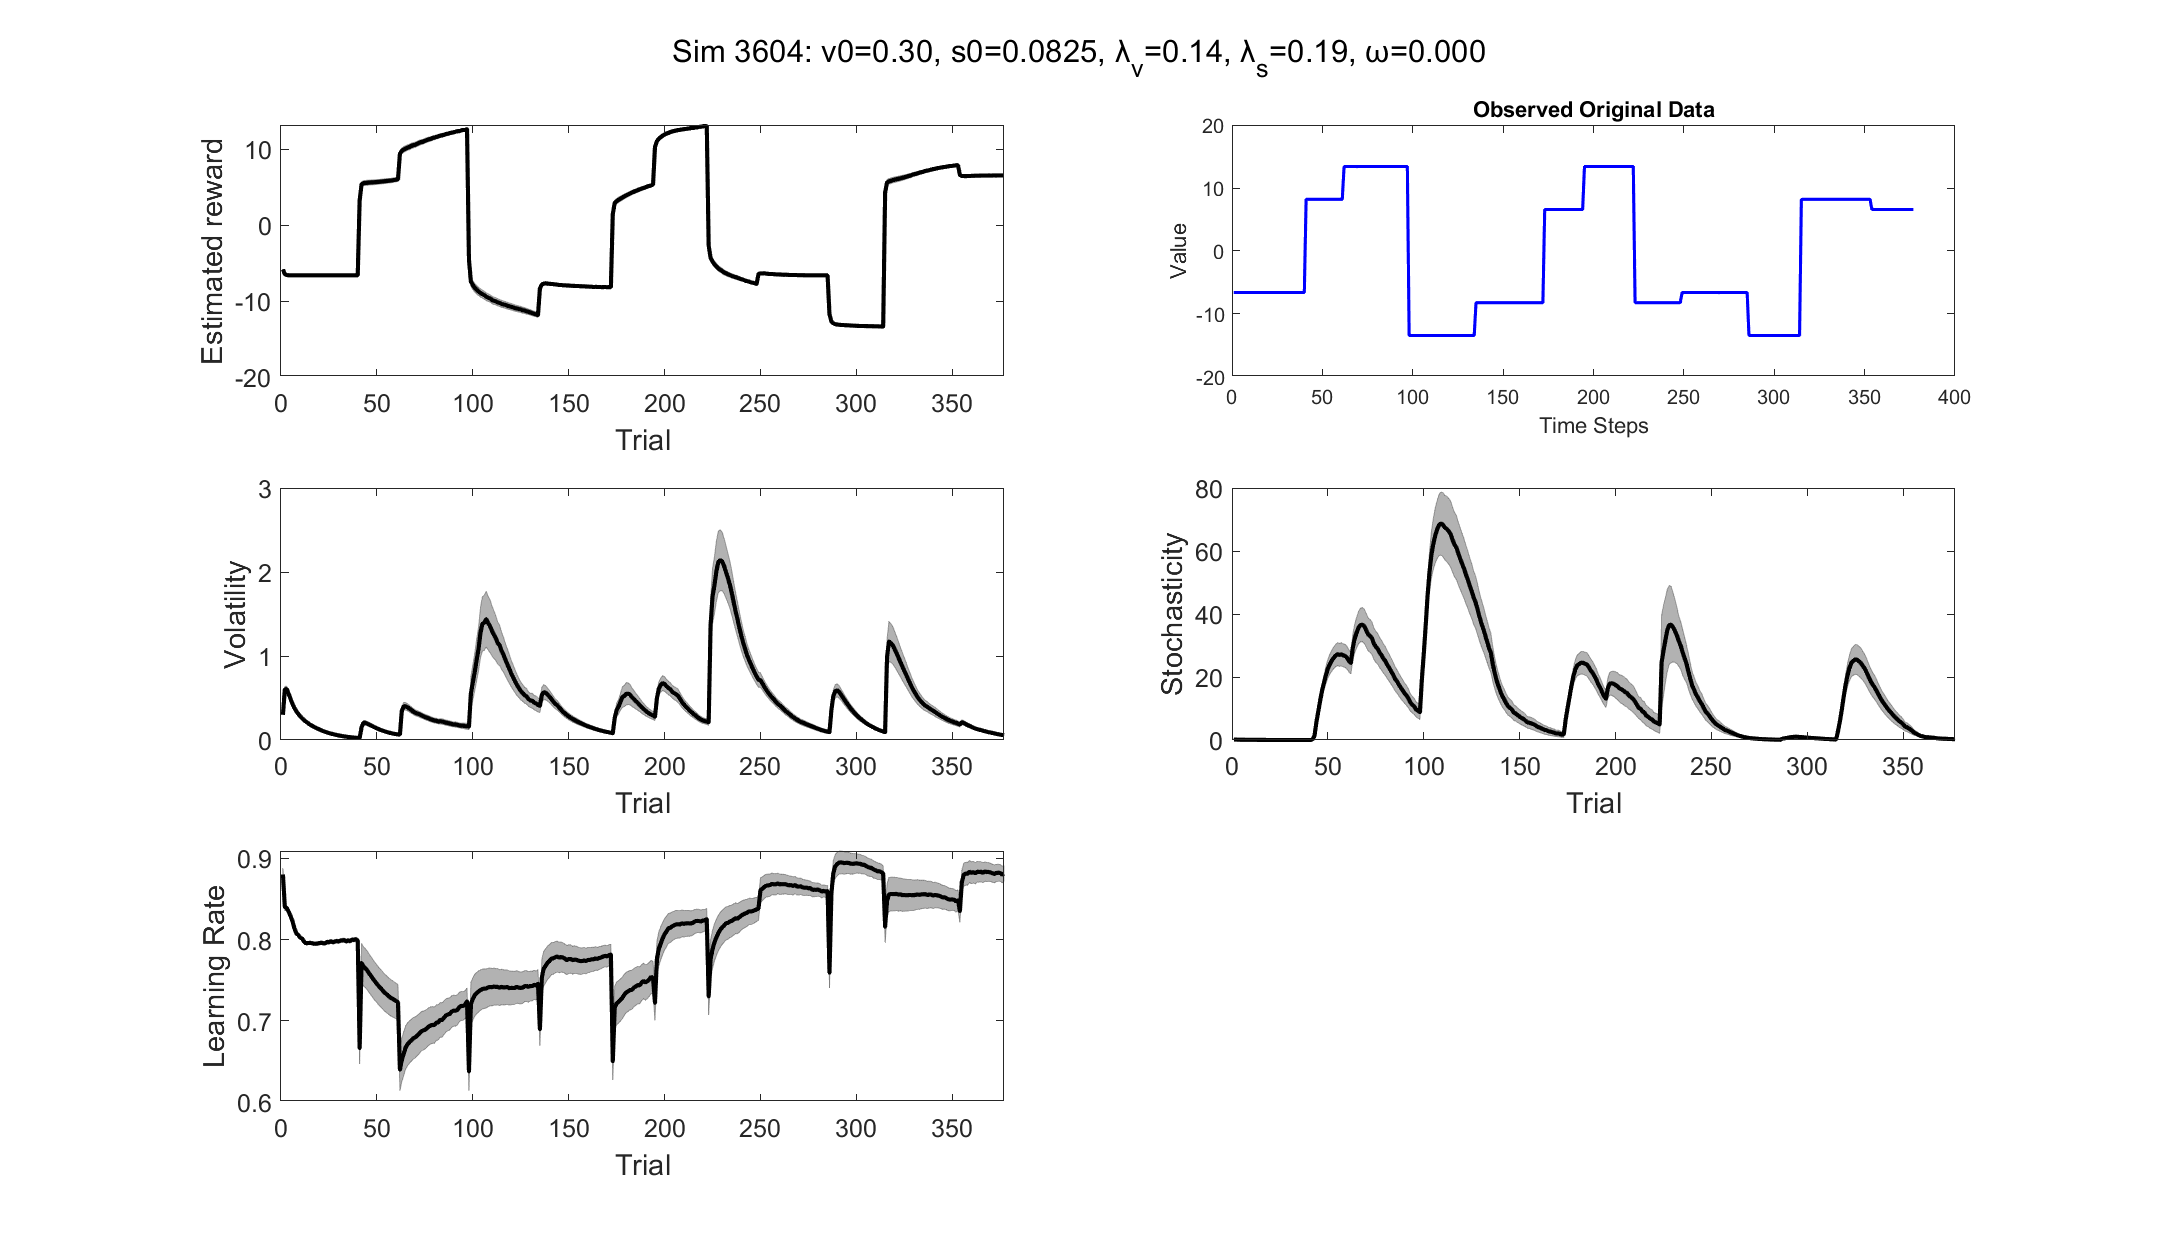 Sim 3604: v0=0.30, s0=0.0825, λv=0.14, λs=0.19, ω=0.000
Estimated reward
10
0
-10
-20
0 50 100 150 200 250 300 350
Trial
Observed Original Data
Value
20
10
0
-10
-20
0 50 100 150 200 250 300 350 400
Time Steps
Volatility
3
2
1
0
0 50 100 150 200 250 300 350
Trial
Stochasticity
80
60
40
20
0
0 50 100 150 200 250 300 350
Trial
Learning Rate
0.9
0.8
0.7
0.6
0 50 100 150 200 250 300 350
Trial